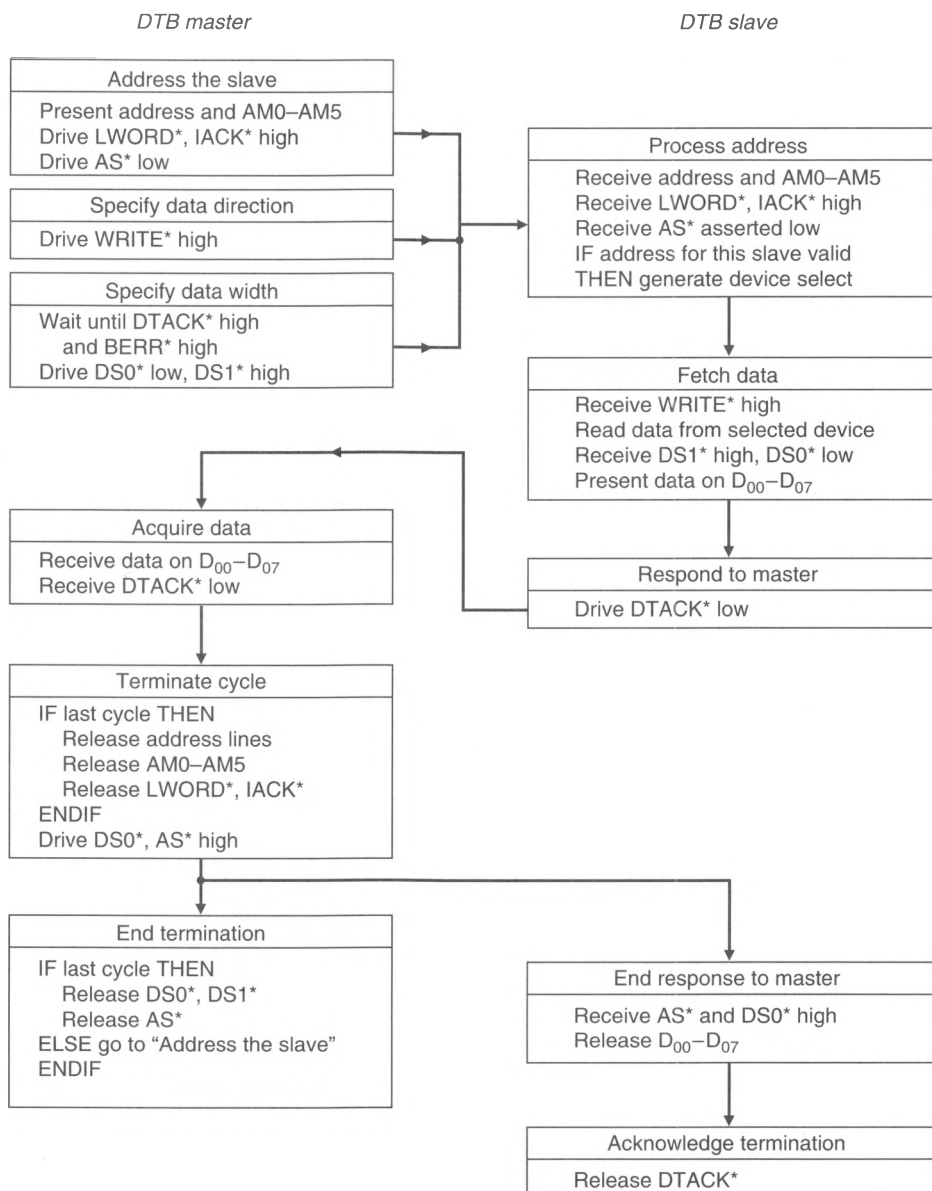 DTB master
DTB slave
Address the slave
Present address and AM0–AM5
Drive LWORD*, IACK* high
Drive AS* low
Specify data direction
Drive WRITE* high
Specify data width
Wait until DTACK* high
and BERR* high
Drive DS0* low, DS1* high
Process address
Receive address and AM0–AM5
Receive LWORD*, IACK* high
Receive AS* asserted low
IF address for this slave valid
THEN generate device select
Fetch data
Receive WRITE* high
Read data from selected device
Receive DS1* high, DS0* low
Present data on D₀₀–D₀₇
Respond to master
Drive DTACK* low
Acquire data
Receive data on D₀₀–D₀₇
Receive DTACK* low
Terminate cycle
IF last cycle THEN
Release address lines
Release AM0–AM5
Release LWORD*, IACK*
ENDIF
Drive DS0*, AS* high
End termination
IF last cycle THEN
Release DS0*, DS1*
Release AS*
ELSE go to “Address the slave”
ENDIF
End response to master
Receive AS* and DS0* high
Release D₀₀–D₀₇
Acknowledge termination
Release DTACK*